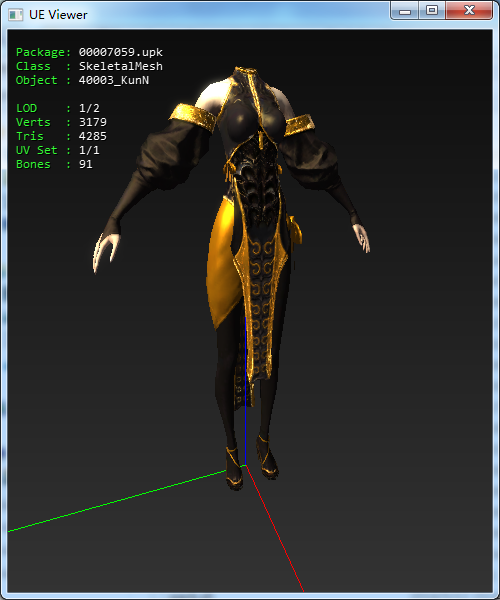 UE Viewer
Package: 00007059.upk
Class : SkeletalMesh
Object : 40003_KunN
LOD : 1/2
Verts : 3179
Tris : 4285
UV Set : 1/1
Bones : 91